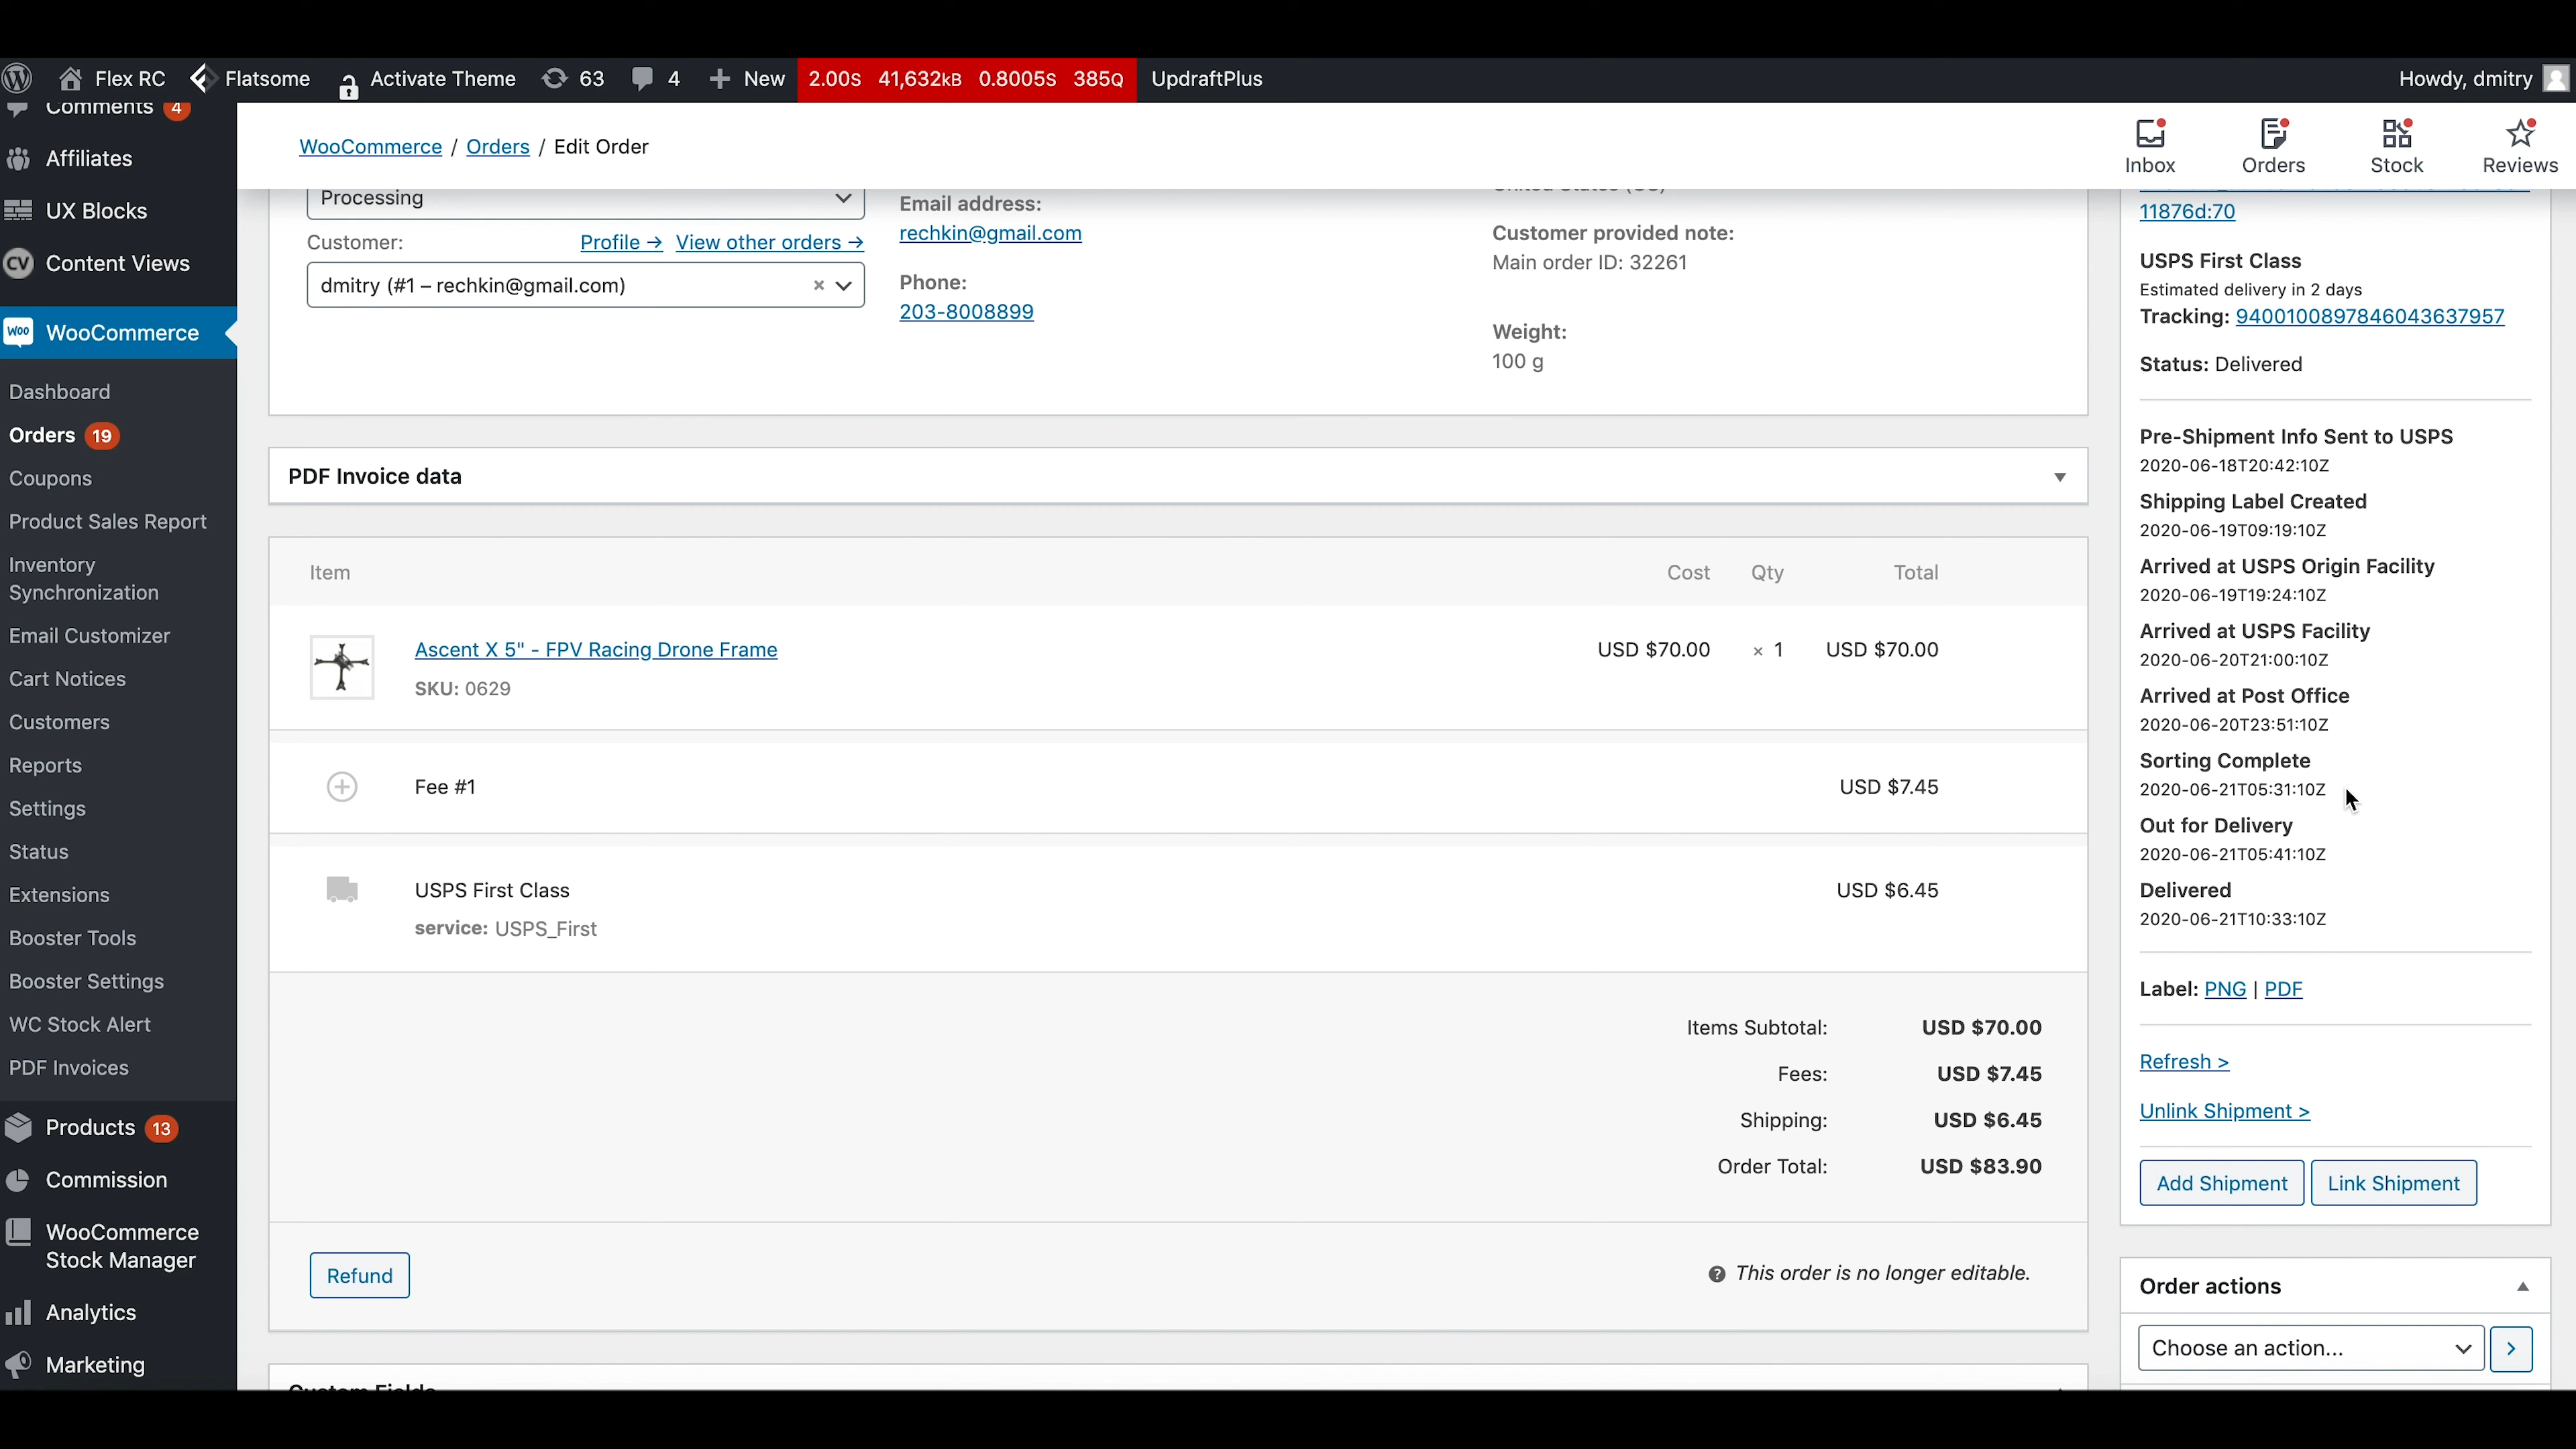 Flex RC
Flatsome
Activate Theme
63
4
New
2.00s 41,632kB 0.8005s 385Q
UpdraftPlus
Howdy, dmitry
Comments 4
Affiliates
UX Blocks
CV Content Views
woo WooCommerce
Dashboard
Orders 19
Coupons
Product Sales Report
Inventory
Synchronization
Email Customizer
Cart Notices
Customers
Reports
Settings
Status
Extensions
Booster Tools
Booster Settings
WC Stock Alert
PDF Invoices
Products 13
Commission
WooCommerce
Stock Manager
Analytics
Marketing
WooCommerce / Orders / Edit Order
Inbox
Orders
Stock
Reviews
Processing
Customer: Profile → View other orders →
dmitry (#1 – rechkin@gmail.com) ×
Email address:
rechkin@gmail.com
Phone:
203-8008899
United States (US)
Customer provided note:
Main order ID: 32261
Weight:
100 g
PDF Invoice data
Item Cost Qty Total
Ascent X 5" - FPV Racing Drone Frame USD $70.00 × 1 USD $70.00
SKU: 0629
Fee #1 USD $7.45
USPS First Class USD $6.45
service: USPS_First
Items Subtotal: USD $70.00
Fees: USD $7.45
Shipping: USD $6.45
Order Total: USD $83.90
Refund
This order is no longer editable.
Custom Fields
11876d:70
USPS First Class
Estimated delivery in 2 days
Tracking: 9400100897846043637957
Status: Delivered
Pre-Shipment Info Sent to USPS
2020-06-18T20:42:10Z
Shipping Label Created
2020-06-19T09:19:10Z
Arrived at USPS Origin Facility
2020-06-19T19:24:10Z
Arrived at USPS Facility
2020-06-20T21:00:10Z
Arrived at Post Office
2020-06-20T23:51:10Z
Sorting Complete
2020-06-21T05:31:10Z
Out for Delivery
2020-06-21T05:41:10Z
Delivered
2020-06-21T10:33:10Z
Label: PNG | PDF
Refresh >
Unlink Shipment >
Add Shipment
Link Shipment
Order actions
Choose an action...